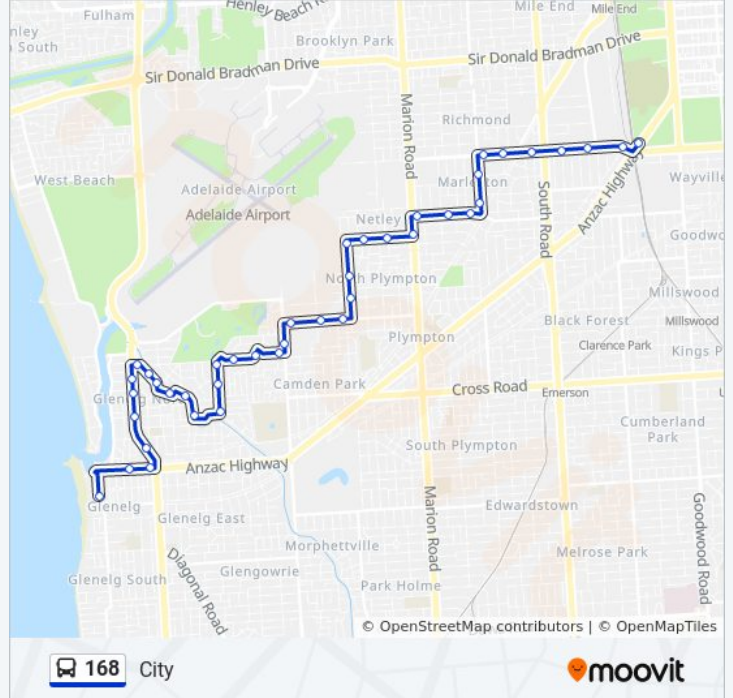 Fulham
Henley Beach R
Mile End
Mile End
nley
South
Brooklyn Park
Sir Donald Bradman Drive
Sir Donald Bradman Drive
Marion Road
Richmond
West Beach
Adelaide Airport
Adelaide Airport
Marleston
Wayville
Anzac Highway
South Road
Netley
Goodwo
North Plympton
Millswood
Black Forest
Millswood
Plympton
Clarence Park
Kings P
Camden Park
Cross Road
Emerson
Glenelg North
Cumberland
Park
South Plympton
Anzac Highway
Glenelg
Marion Road
Edwardstown
Goodwood Road
Glenelg East
Morphettville
Melrose Park
Diagonal Road
Glengowrie
Glenelg South
Park Holme
© OpenStreetMap contributors | © OpenMapTiles
168 City
moovit